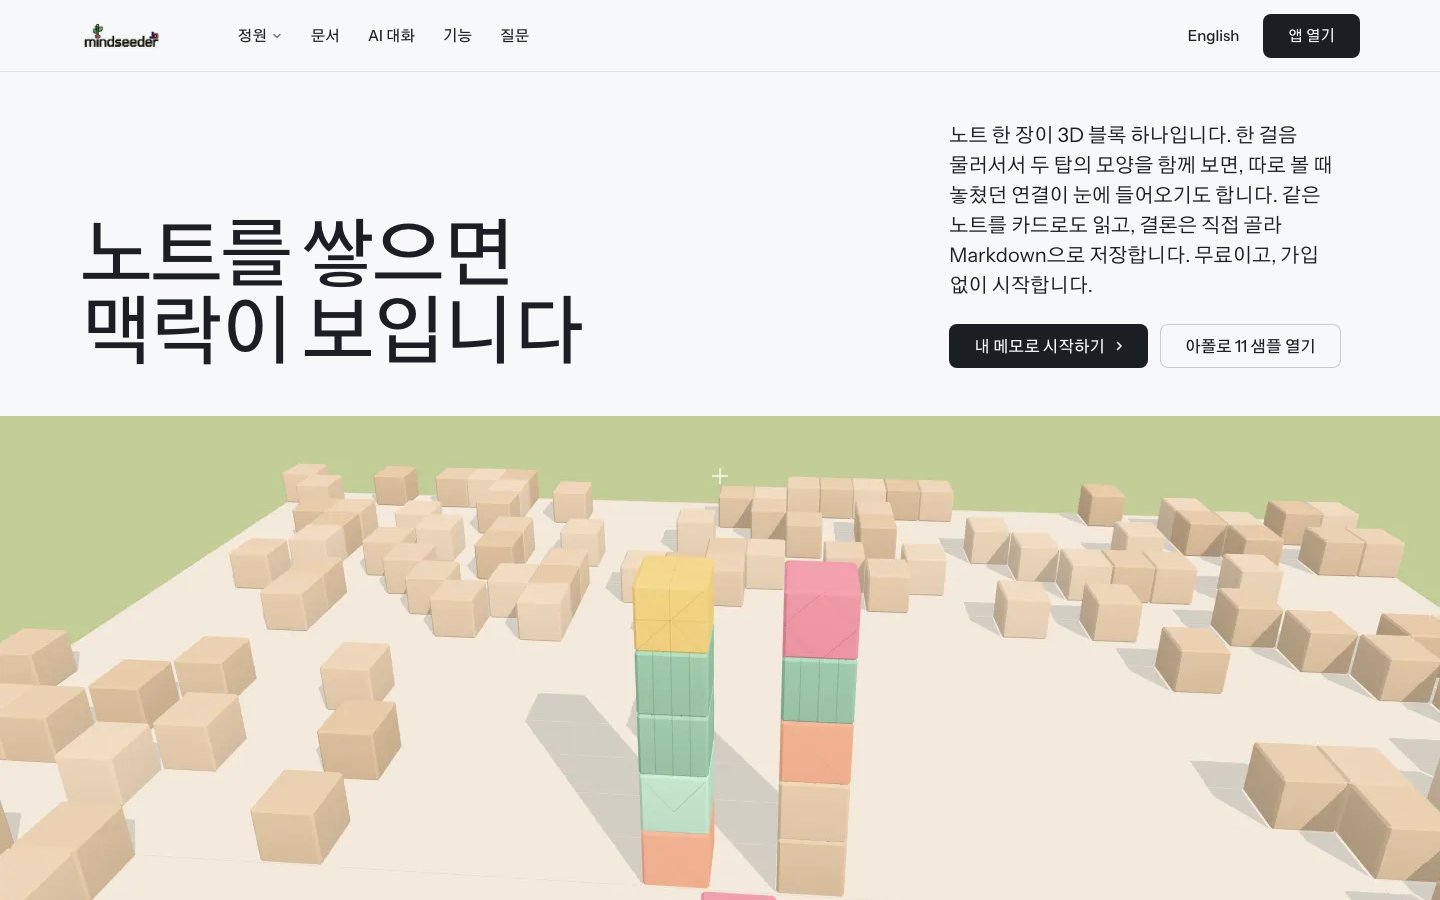 mindseeder
정원
문서
AI 대화
기능
질문
English
앱 열기
노트를 쌓으면
맥락이 보입니다
노트 한 장이 3D 블록 하나입니다. 한 걸음
물러서서 두 탑의 모양을 함께 보면, 따로 볼 때
놓쳤던 연결이 눈에 들어오기도 합니다. 같은
노트를 카드로도 읽고, 결론은 직접 골라
Markdown으로 저장합니다. 무료이고, 가입
없이 시작합니다.
내 메모로 시작하기
아폴로 11 샘플 열기